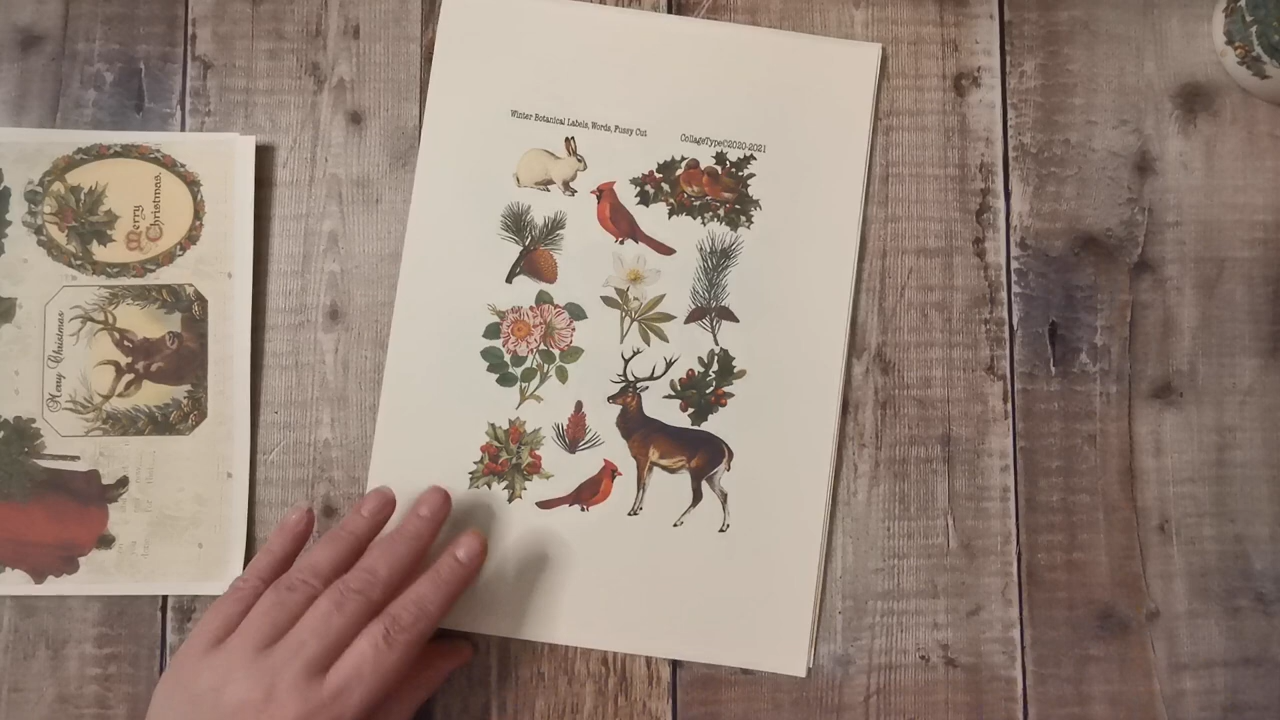 Winter Botanical Labels, Words, Fussy Cut
CollageType©2020-2021
Merry
Christmas.
Merry Christmas